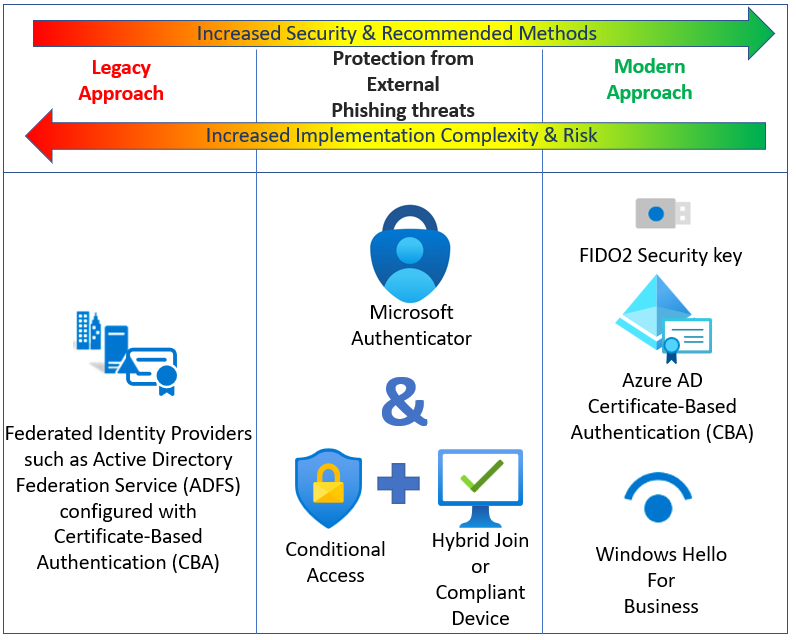 Increased Security & Recommended Methods
Legacy
Approach
Protection from
External
Phishing threats
Modern
Approach
Increased Implementation Complexity & Risk
Federated Identity Providers
such as Active Directory
Federation Service (ADFS)
configured with
Certificate-Based
Authentication (CBA)
Microsoft
Authenticator
&
Conditional
Access
Hybrid Join
or
Compliant
Device
FIDO2 Security key
Azure AD
Certificate-Based
Authentication (CBA)
Windows Hello
For
Business